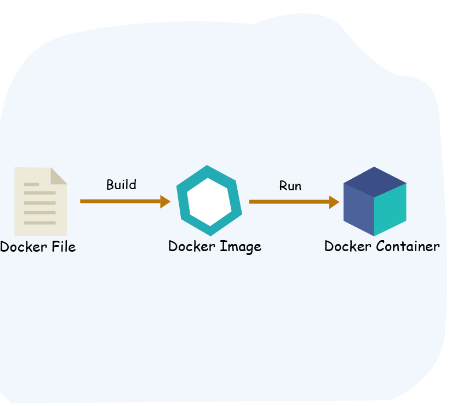 Build
Run
Docker File
Docker Image
Docker Container